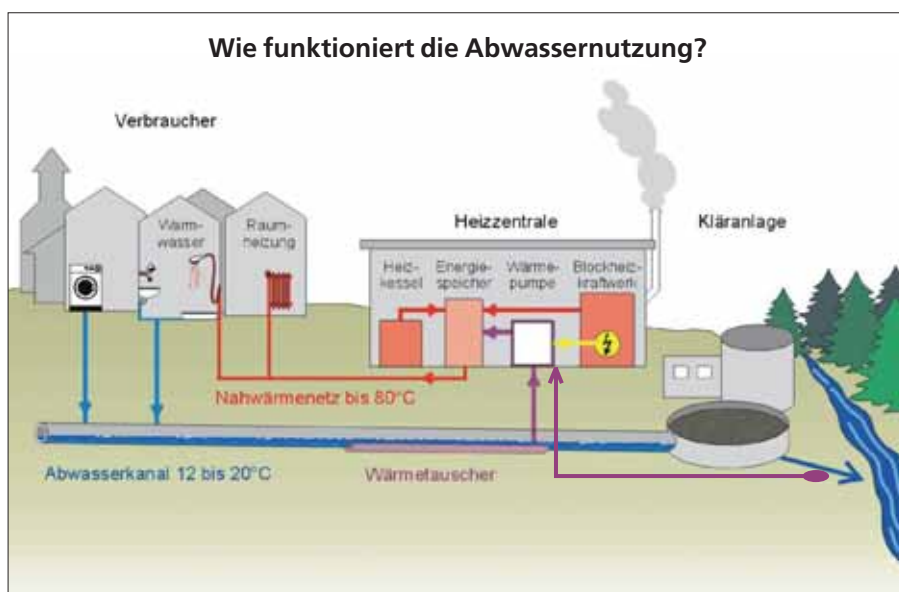 Wie funktioniert die Abwassernutzung?
Verbraucher
Warm-
wasser
Raum-
heizung
Heizzentrale
Kläranlage
Heiz-
kessel
Energie-
speicher
Wärme-
pumpe
Blockheiz-
kraftwerk
Nahwärmenetz bis 80°C
Abwasserkanal 12 bis 20°C
Wärmetauscher